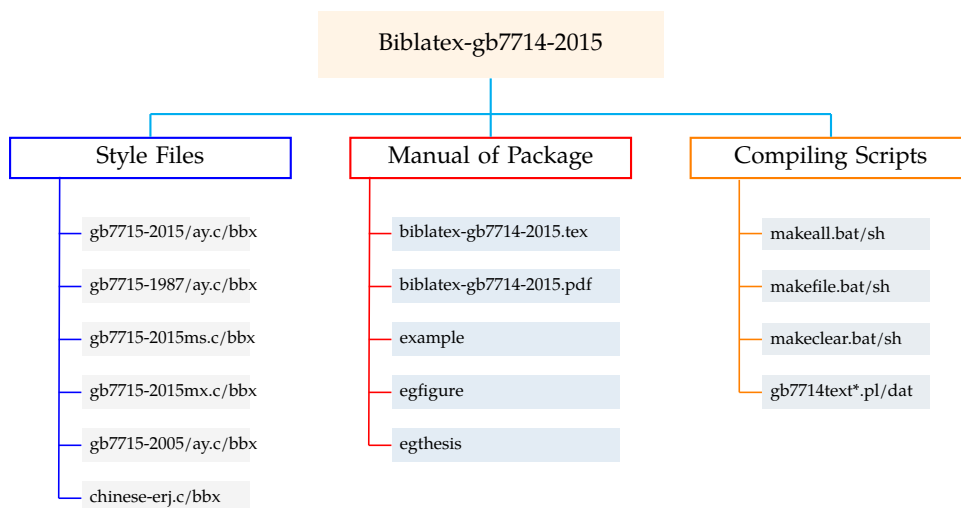 Biblatex-gb7714-2015
Style Files
gb7715-2015/ay.c/bbx
gb7715-1987/ay.c/bbx
gb7715-2015ms.c/bbx
gb7715-2015mx.c/bbx
gb7715-2005/ay.c/bbx
chinese-erj.c/bbx
Manual of Package
biblatex-gb7714-2015.tex
biblatex-gb7714-2015.pdf
example
egfigure
egthesis
Compiling Scripts
makeall.bat/sh
makefile.bat/sh
makeclear.bat/sh
gb7714text*.pl/dat